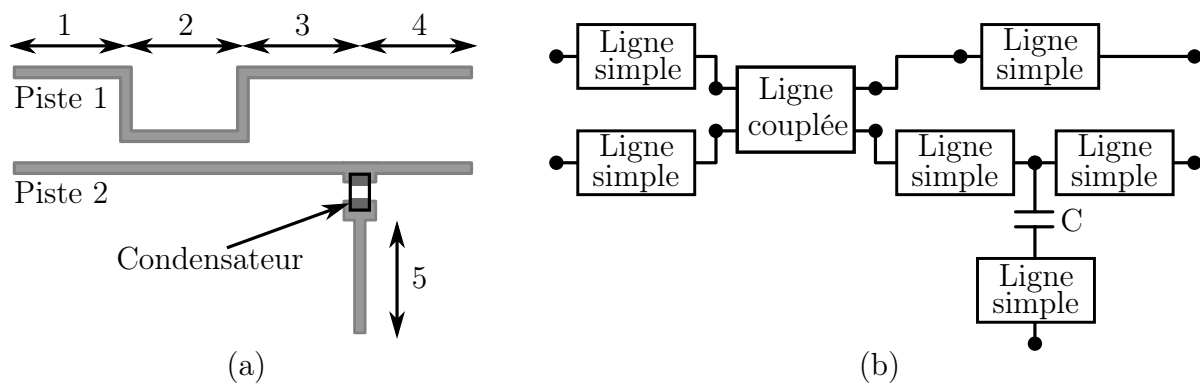 1 2 3 4
Piste 1
Piste 2
Condensateur
5
(a)
Ligne
simple
Ligne
simple
Ligne
couplée
Ligne
simple
Ligne
simple
Ligne
simple
C
Ligne
simple
(b)